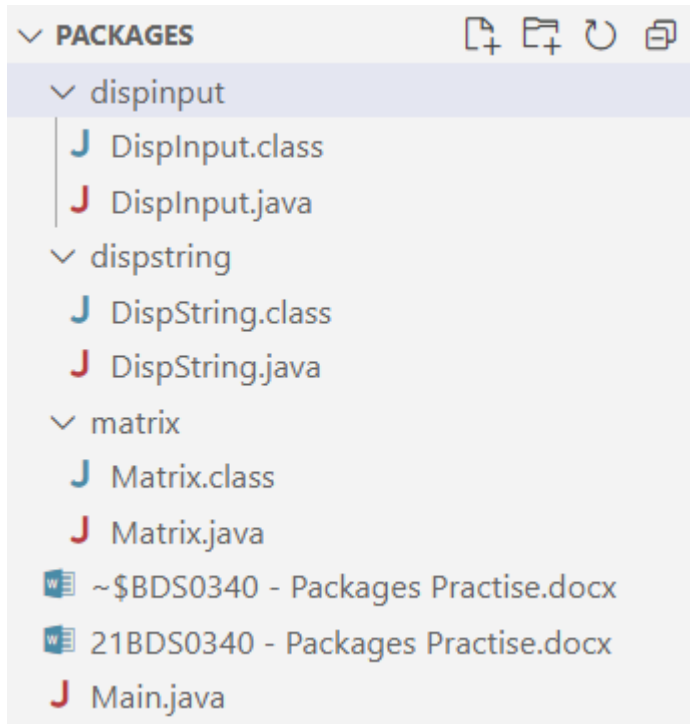 PACKAGES
dispinput
J DispInput.class
J DispInput.java
dispstring
J DispString.class
J DispString.java
matrix
J Matrix.class
J Matrix.java
W ~$BDS0340 - Packages Practise.docx
W 21BDS0340 - Packages Practise.docx
J Main.java